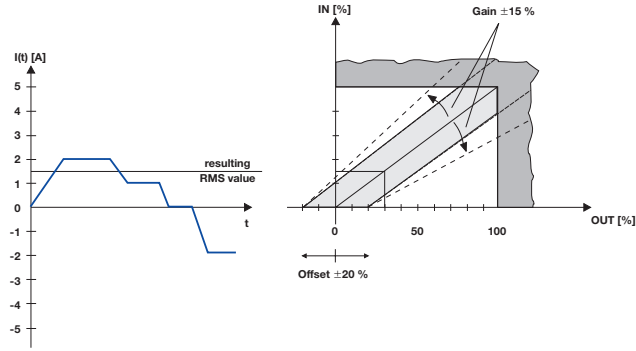 I(t) [A]
5
4
3
2
1
0
-1
-2
-3
-4
-5
resulting
RMS value
t
IN [%]
Gain ±15 %
OUT [%]
0
50
100
Offset ±20 %